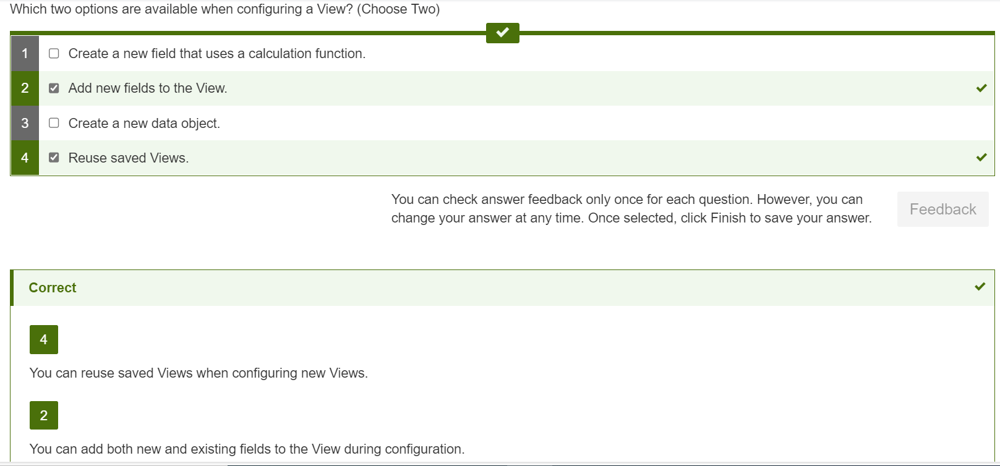 Which two options are available when configuring a View? (Choose Two)
1 Create a new field that uses a calculation function.
2 Add new fields to the View.
3 Create a new data object.
4 Reuse saved Views.
You can check answer feedback only once for each question. However, you can
change your answer at any time. Once selected, click Finish to save your answer.
Feedback
Correct
4
You can reuse saved Views when configuring new Views.
2
You can add both new and existing fields to the View during configuration.